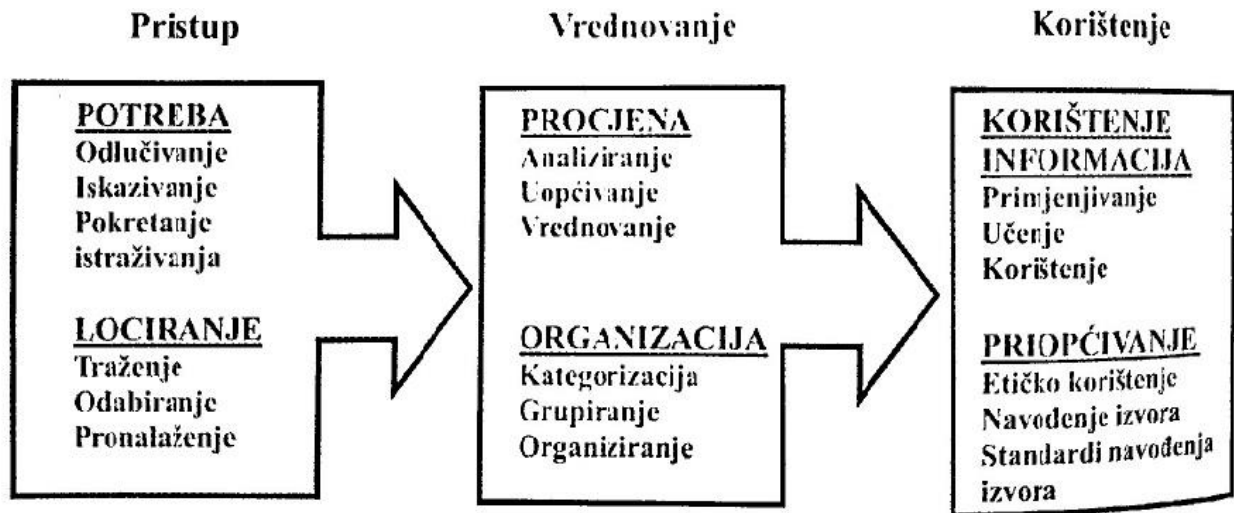 Pristup
POTREBA
Odlučivanje
Iskazivanje
Pokretanje
istraživanja
LOCIRANJE
Traženje
Odabiranje
Pronalaženje
Vrednovanje
PROCJENA
Analiziranje
Uopćivanje
Vrednovanje
ORGANIZACIJA
Kategorizacija
Grupiranje
Organiziranje
Korištenje
KORIŠTENJE
INFORMACIJA
Primjenjivanje
Učenje
Korištenje
PRIOPĆIVANJE
Etičko korištenje
Navođenje izvora
Standardi navođenja
izvora